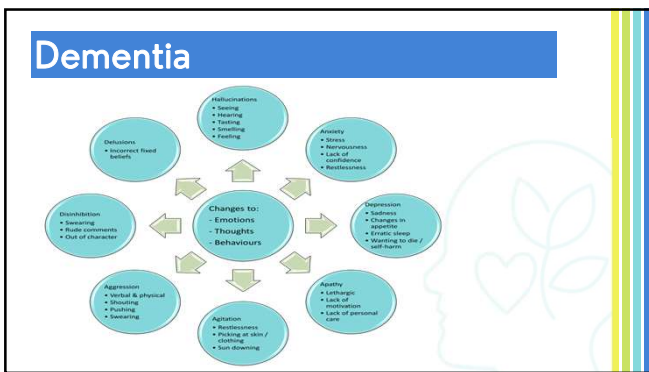 Dementia
Hallucinations
• Seeing
• Hearing
• Tasting
• Smelling
• Feeling
Anxiety
• Stress
• Nervousness
• Lack of
confidence
• Restlessness
Depression
• Sadness
• Changes in
appetite
• Erratic sleep
• Wanting to die /
self-harm
Apathy
• Lethargic
• Lack of
motivation
• Lack of personal
care
Agitation
• Restlessness
• Picking at skin /
clothing
• Sun downing
Aggression
• Verbal & physical
• Shouting
• Pushing
• Swearing
Disinhibition
• Swearing
• Rude comments
• Out of character
Delusions
• Incorrect fixed
beliefs
Changes to:
- Emotions
- Thoughts
- Behaviours